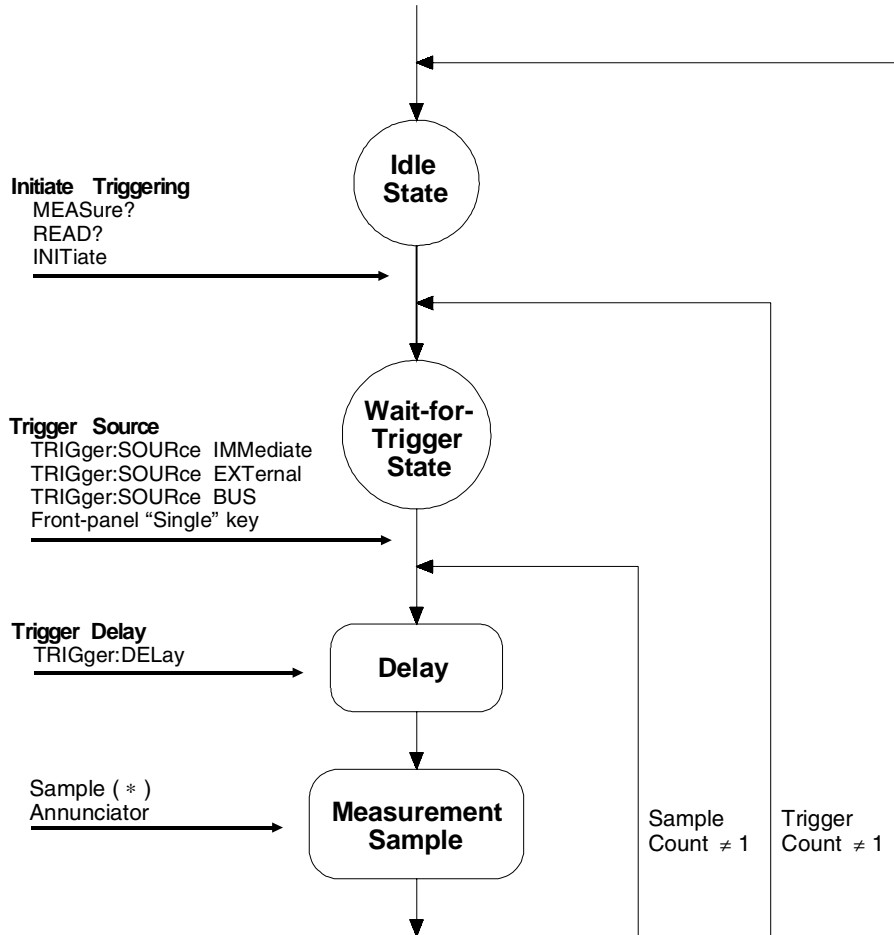 Idle
State
Initiate Triggering
MEASure?
READ?
INITiate
Wait-for-
Trigger
State
Trigger Source
TRIGger:SOURce IMMediate
TRIGger:SOURce EXTernal
TRIGger:SOURce BUS
Front-panel “Single” key
Trigger Delay
TRIGger:DELay
Delay
Sample ( * )
Annunciator
Measurement
Sample
Sample
Count ≠ 1
Trigger
Count ≠ 1